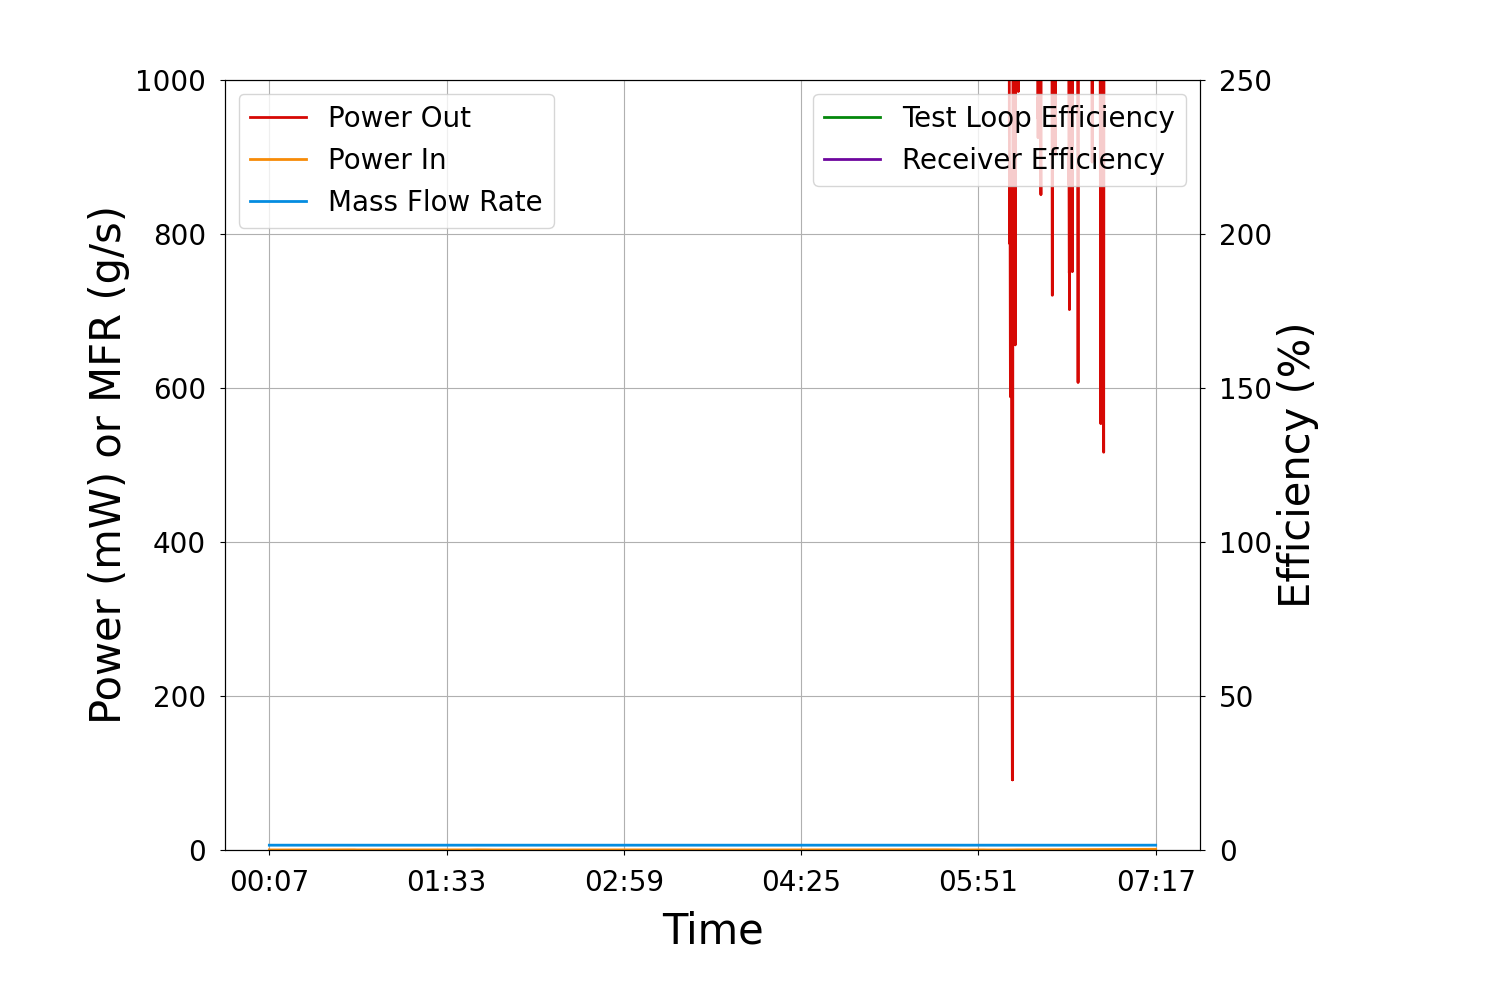 1000
800
600
400
200
0
Power (mW) or MFR (g/s)
Power Out
Power In
Mass Flow Rate
Test Loop Efficiency
Receiver Efficiency
250
200
150
100
50
0
Efficiency (%)
00:07 01:33 02:59 04:25 05:51 07:17
Time